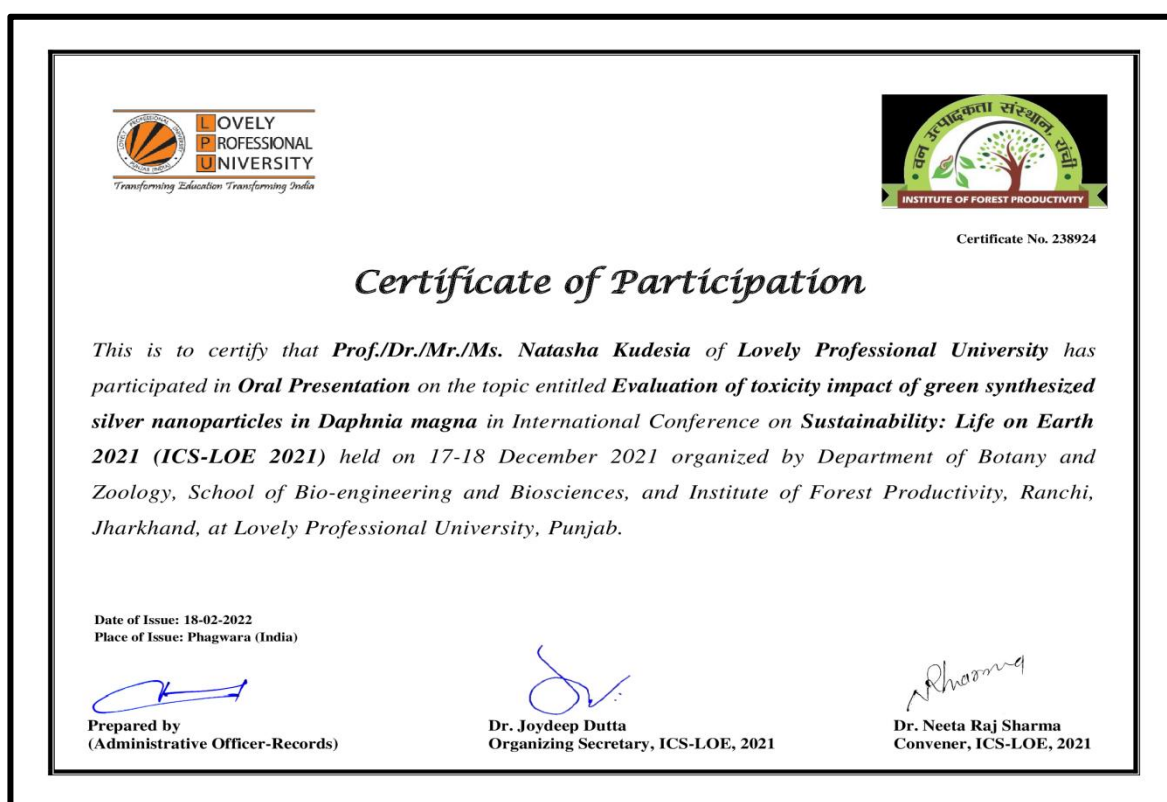 LOVELY
PROFESSIONAL
UNIVERSITY
Transforming Education Transforming India
वन उत्पादकता संस्थान, रांची
INSTITUTE OF FOREST PRODUCTIVITY
Certificate No. 238924
Certificate of Participation
This is to certify that Prof./Dr./Mr./Ms. Natasha Kudesia of Lovely Professional University has
participated in Oral Presentation on the topic entitled Evaluation of toxicity impact of green synthesized
silver nanoparticles in Daphnia magna in International Conference on Sustainability: Life on Earth
2021 (ICS-LOE 2021) held on 17-18 December 2021 organized by Department of Botany and
Zoology, School of Bio-engineering and Biosciences, and Institute of Forest Productivity, Ranchi,
Jharkhand, at Lovely Professional University, Punjab.
Date of Issue: 18-02-2022
Place of Issue: Phagwara (India)
Prepared by
(Administrative Officer-Records)
Dr. Joydeep Dutta
Organizing Secretary, ICS-LOE, 2021
Dr. Neeta Raj Sharma
Convener, ICS-LOE, 2021